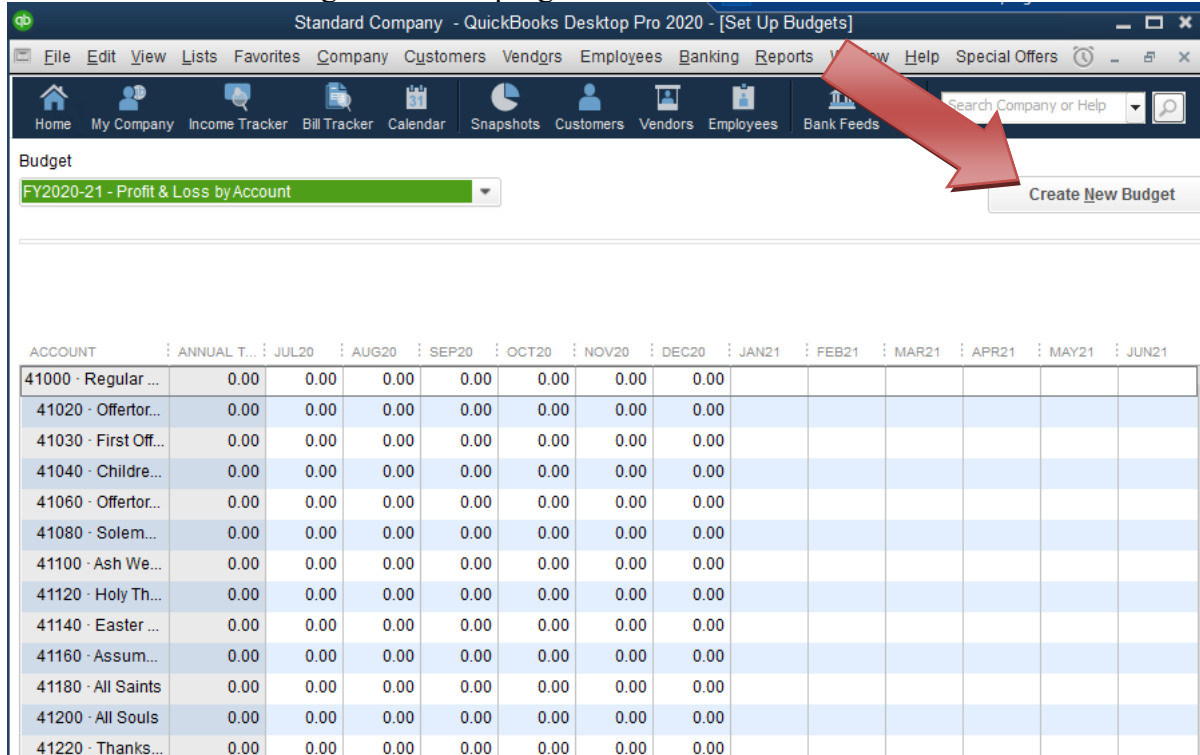 qb
Standard Company - QuickBooks Desktop Pro 2020 - [Set Up Budgets]
File Edit View Lists Favorites Company Customers Vendors Employees Banking Reports Help Special Offers
31
Home My Company Income Tracker Bill Tracker Calendar Snapshots Customers Vendors Employees Bank Feeds Search Company or Help
Budget
FY2020-21 - Profit & Loss by Account
Create New Budget
ACCOUNT ANNUAL T... JUL20 AUG20 SEP20 OCT20 NOV20 DEC20 JAN21 FEB21 MAR21 APR21 MAY21 JUN21
41000 · Regular ... 0.00 0.00 0.00 0.00 0.00 0.00 0.00
41020 · Offertor... 0.00 0.00 0.00 0.00 0.00 0.00 0.00
41030 · First Off... 0.00 0.00 0.00 0.00 0.00 0.00 0.00
41040 · Childre... 0.00 0.00 0.00 0.00 0.00 0.00 0.00
41060 · Offertor... 0.00 0.00 0.00 0.00 0.00 0.00 0.00
41080 · Solem... 0.00 0.00 0.00 0.00 0.00 0.00 0.00
41100 · Ash We... 0.00 0.00 0.00 0.00 0.00 0.00 0.00
41120 · Holy Th... 0.00 0.00 0.00 0.00 0.00 0.00 0.00
41140 · Easter ... 0.00 0.00 0.00 0.00 0.00 0.00 0.00
41160 · Assum... 0.00 0.00 0.00 0.00 0.00 0.00 0.00
41180 · All Saints 0.00 0.00 0.00 0.00 0.00 0.00 0.00
41200 · All Souls 0.00 0.00 0.00 0.00 0.00 0.00 0.00
41220 · Thanks... 0.00 0.00 0.00 0.00 0.00 0.00 0.00